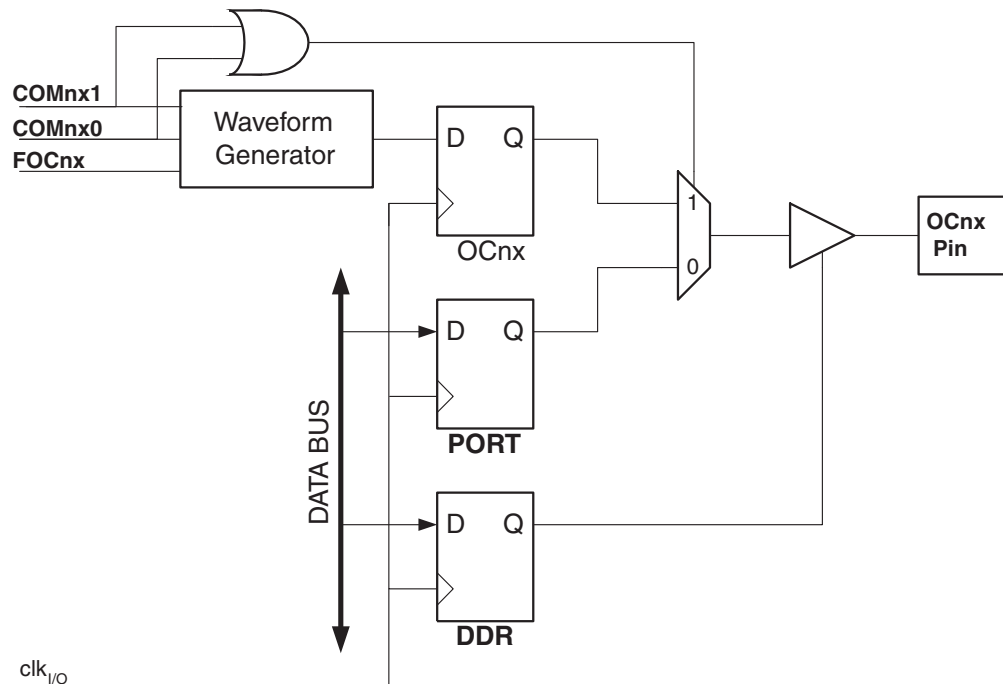 COMnx1
COMnx0
FOCnx
Waveform
Generator
D Q
OCnx
1
0
OCnx
Pin
D Q
PORT
DATA BUS
D Q
DDR
clkI/O